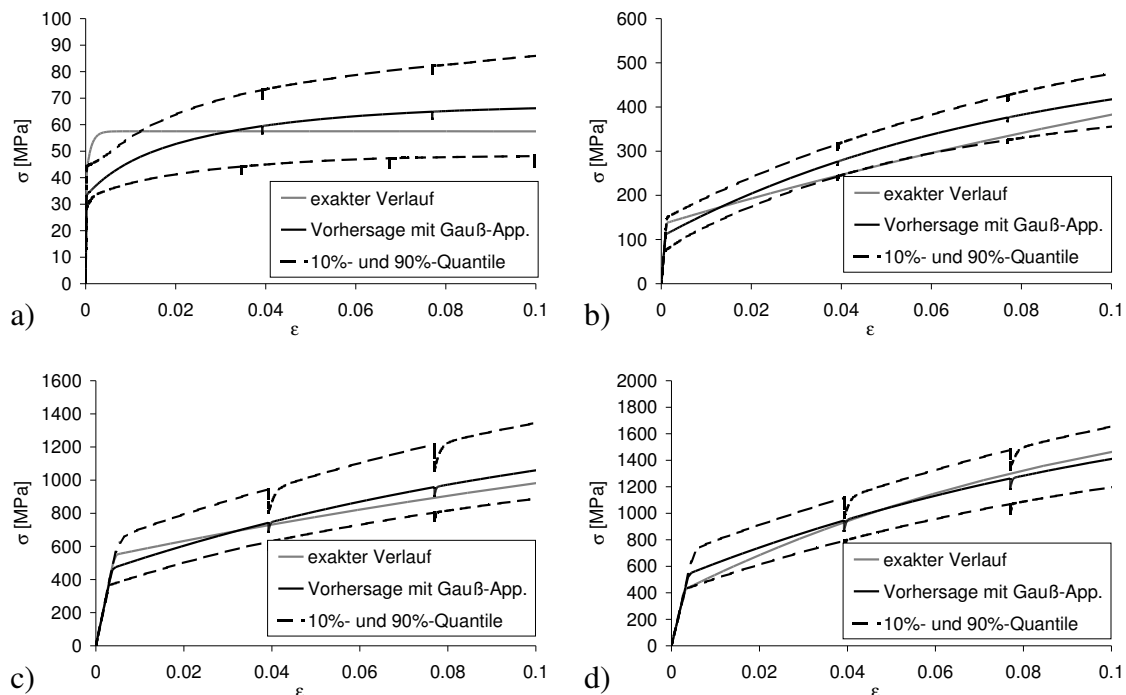 100
90
80
70
60
50
40
30
20
10
0
σ [MPa]
0 0.02 0.04 0.06 0.08 0.1
ε
exakter Verlauf
Vorhersage mit Gauß-App.
10%- und 90%-Quantile
a)
600
500
400
300
200
100
0
σ [MPa]
0 0.02 0.04 0.06 0.08 0.1
ε
exakter Verlauf
Vorhersage mit Gauß-App.
10%- und 90%-Quantile
b)
1600
1400
1200
1000
800
600
400
200
0
σ [MPa]
0 0.02 0.04 0.06 0.08 0.1
ε
exakter Verlauf
Vorhersage mit Gauß-App.
10%- und 90%-Quantile
c)
2000
1800
1600
1400
1200
1000
800
600
400
200
0
σ [MPa]
0 0.02 0.04 0.06 0.08 0.1
ε
exakter Verlauf
Vorhersage mit Gauß-App.
10%- und 90%-Quantile
d)